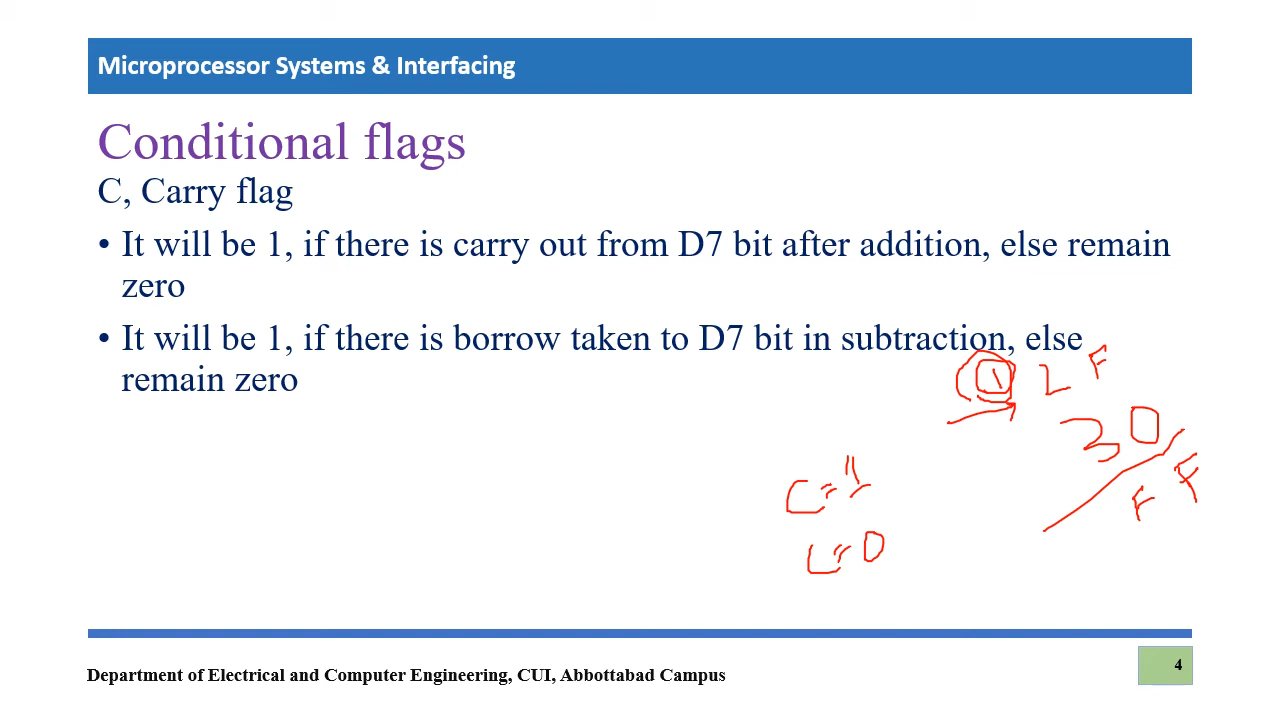 Microprocessor Systems & Interfacing
Conditional flags
C, Carry flag
• It will be 1, if there is carry out from D7 bit after addition, else remain
zero
• It will be 1, if there is borrow taken to D7 bit in subtraction, else
remain zero
1 2 F
3 0
F F
C=1
C=0
Department of Electrical and Computer Engineering, CUI, Abbottabad Campus
4